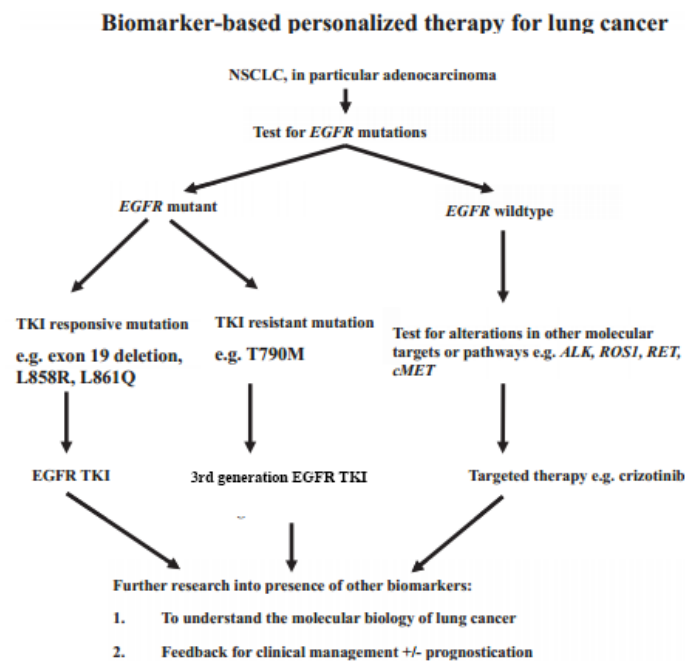 Biomarker-based personalized therapy for lung cancer
NSCLC, in particular adenocarcinoma
Test for EGFR mutations
EGFR mutant
EGFR wildtype
TKI responsive mutation
e.g. exon 19 deletion,
L858R, L861Q
TKI resistant mutation
e.g. T790M
Test for alterations in other molecular
targets or pathways e.g. ALK, ROS1, RET,
cMET
EGFR TKI
3rd generation EGFR TKI
Targeted therapy e.g. crizotinib
Further research into presence of other biomarkers:
1. To understand the molecular biology of lung cancer
2. Feedback for clinical management +/- prognostication